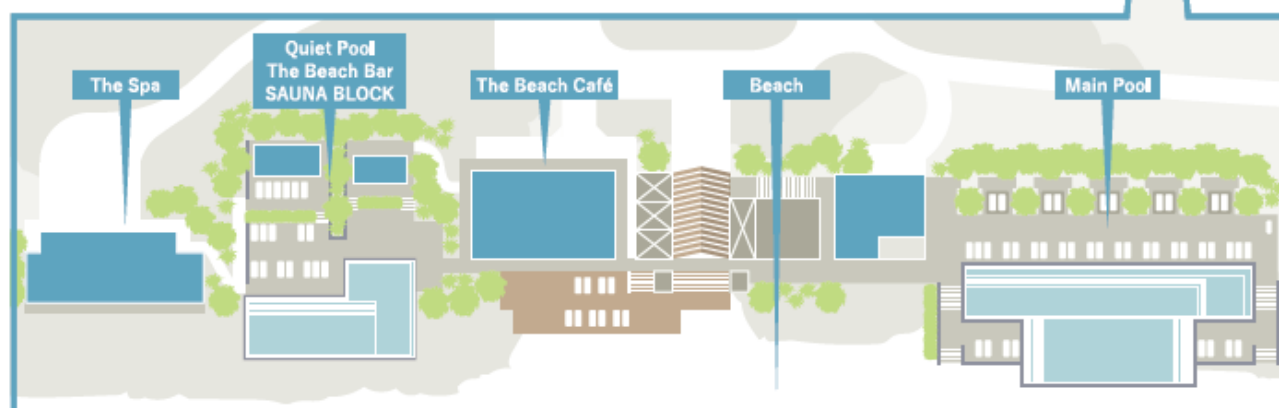 The Spa
Quiet Pool
The Beach Bar
SAUNA BLOCK
The Beach Café
Beach
Main Pool